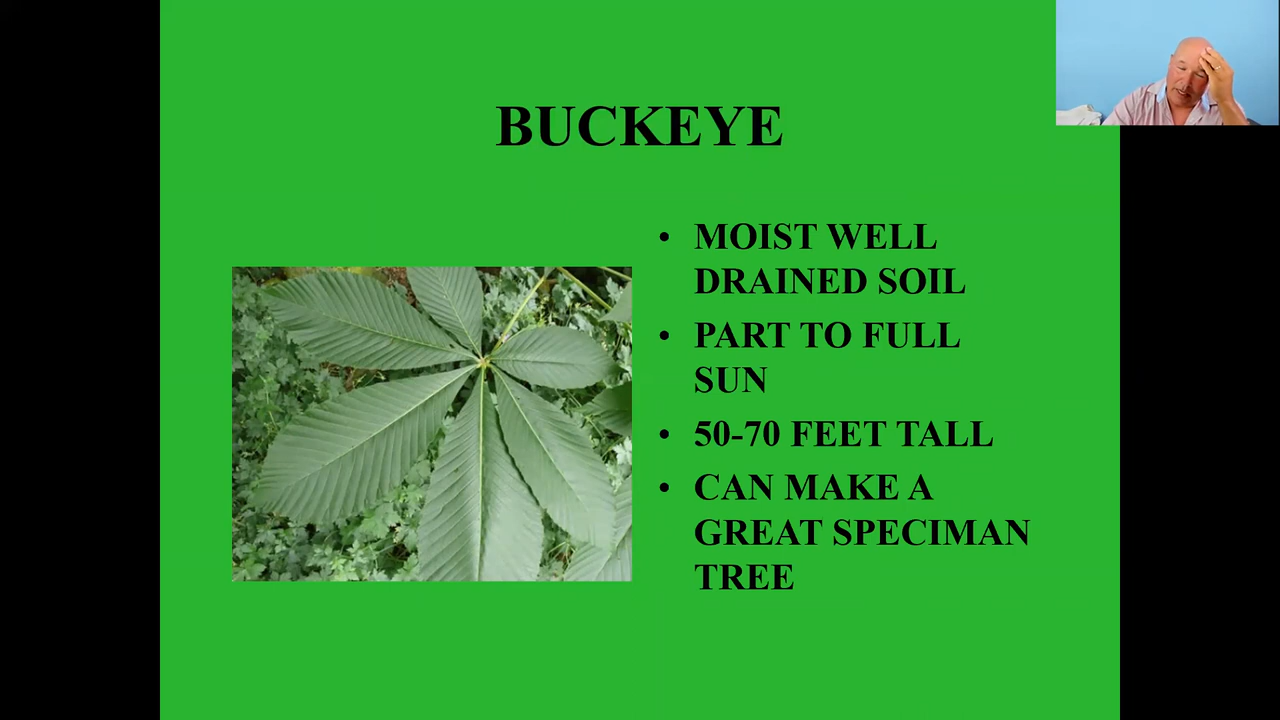 BUCKEYE
• MOIST WELL
DRAINED SOIL
• PART TO FULL
SUN
• 50-70 FEET TALL
• CAN MAKE A
GREAT SPECIMAN
TREE